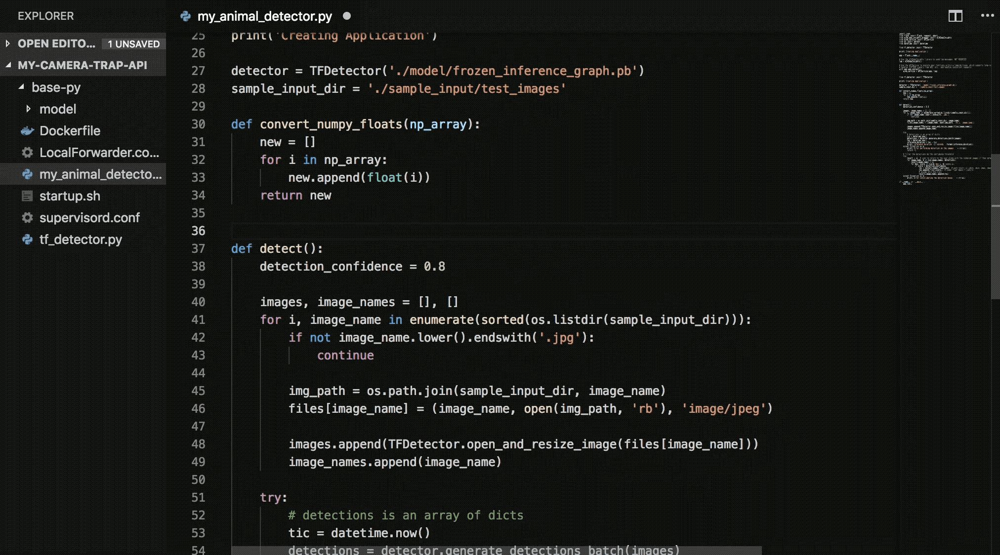 EXPLORER
OPEN EDITO... 1 UNSAVED
MY-CAMERA-TRAP-API
base-py
model
Dockerfile
LocalForwarder.co...
my_animal_detecto...
startup.sh
supervisord.conf
tf_detector.py
my_animal_detector.py
25 print('Creating Application')
26
27 detector = TFDetector('./model/frozen_inference_graph.pb')
28 sample_input_dir = './sample_input/test_images'
29
30 def convert_numpy_floats(np_array):
31 new = []
32 for i in np_array:
33 new.append(float(i))
34 return new
35
36
37 def detect():
38 detection_confidence = 0.8
39
40 images, image_names = [], []
41 for i, image_name in enumerate(sorted(os.listdir(sample_input_dir))):
42 if not image_name.lower().endswith('.jpg'):
43 continue
44
45 img_path = os.path.join(sample_input_dir, image_name)
46 files[image_name] = (image_name, open(img_path, 'rb'), 'image/jpeg')
47
48 images.append(TFDetector.open_and_resize_image(files[image_name]))
49 image_names.append(image_name)
50
51 try:
52 # detections is an array of dicts
53 tic = datetime.now()
54 detections = detector.generate_detections_batch(images)